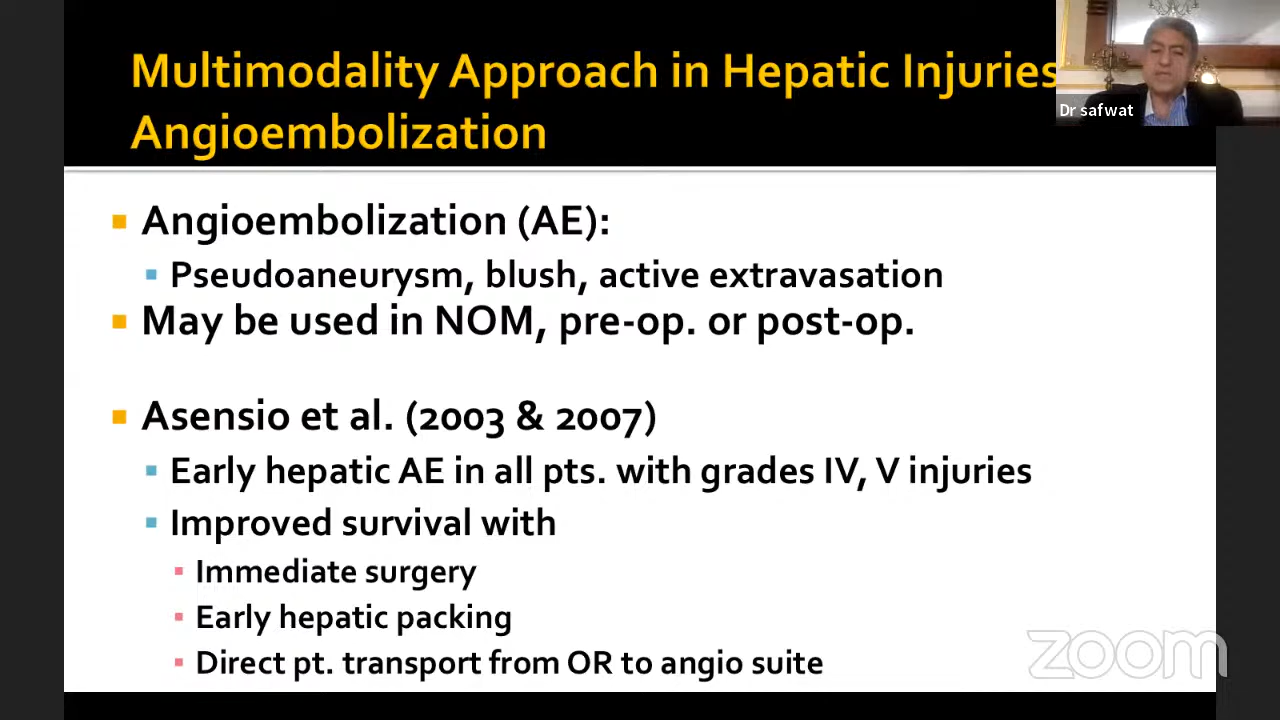 Multimodality Approach in Hepatic Injuries
Angioembolization
Dr safwat
▪ Angioembolization (AE):
▪ Pseudoaneurysm, blush, active extravasation
▪ May be used in NOM, pre-op. or post-op.
▪ Asensio et al. (2003 & 2007)
▪ Early hepatic AE in all pts. with grades IV, V injuries
▪ Improved survival with
▪ Immediate surgery
▪ Early hepatic packing
▪ Direct pt. transport from OR to angio suite
zoom